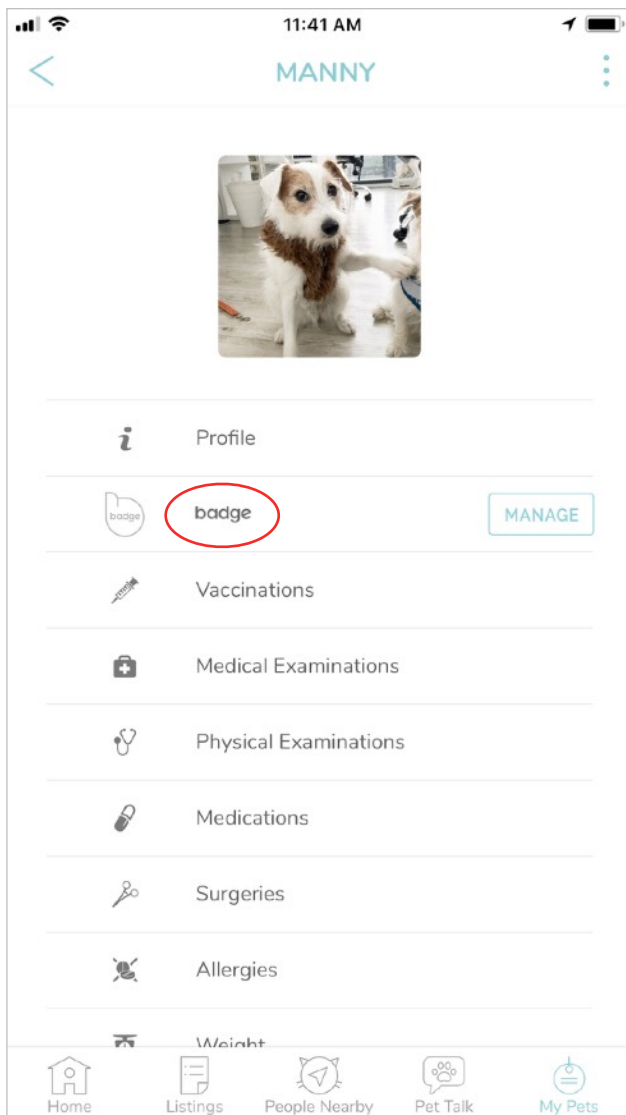 11:41 AM
MANNY
Profile
badge badge MANAGE
Vaccinations
Medical Examinations
Physical Examinations
Medications
Surgeries
Allergies
Weight
Home Listings People Nearby Pet Talk My Pets